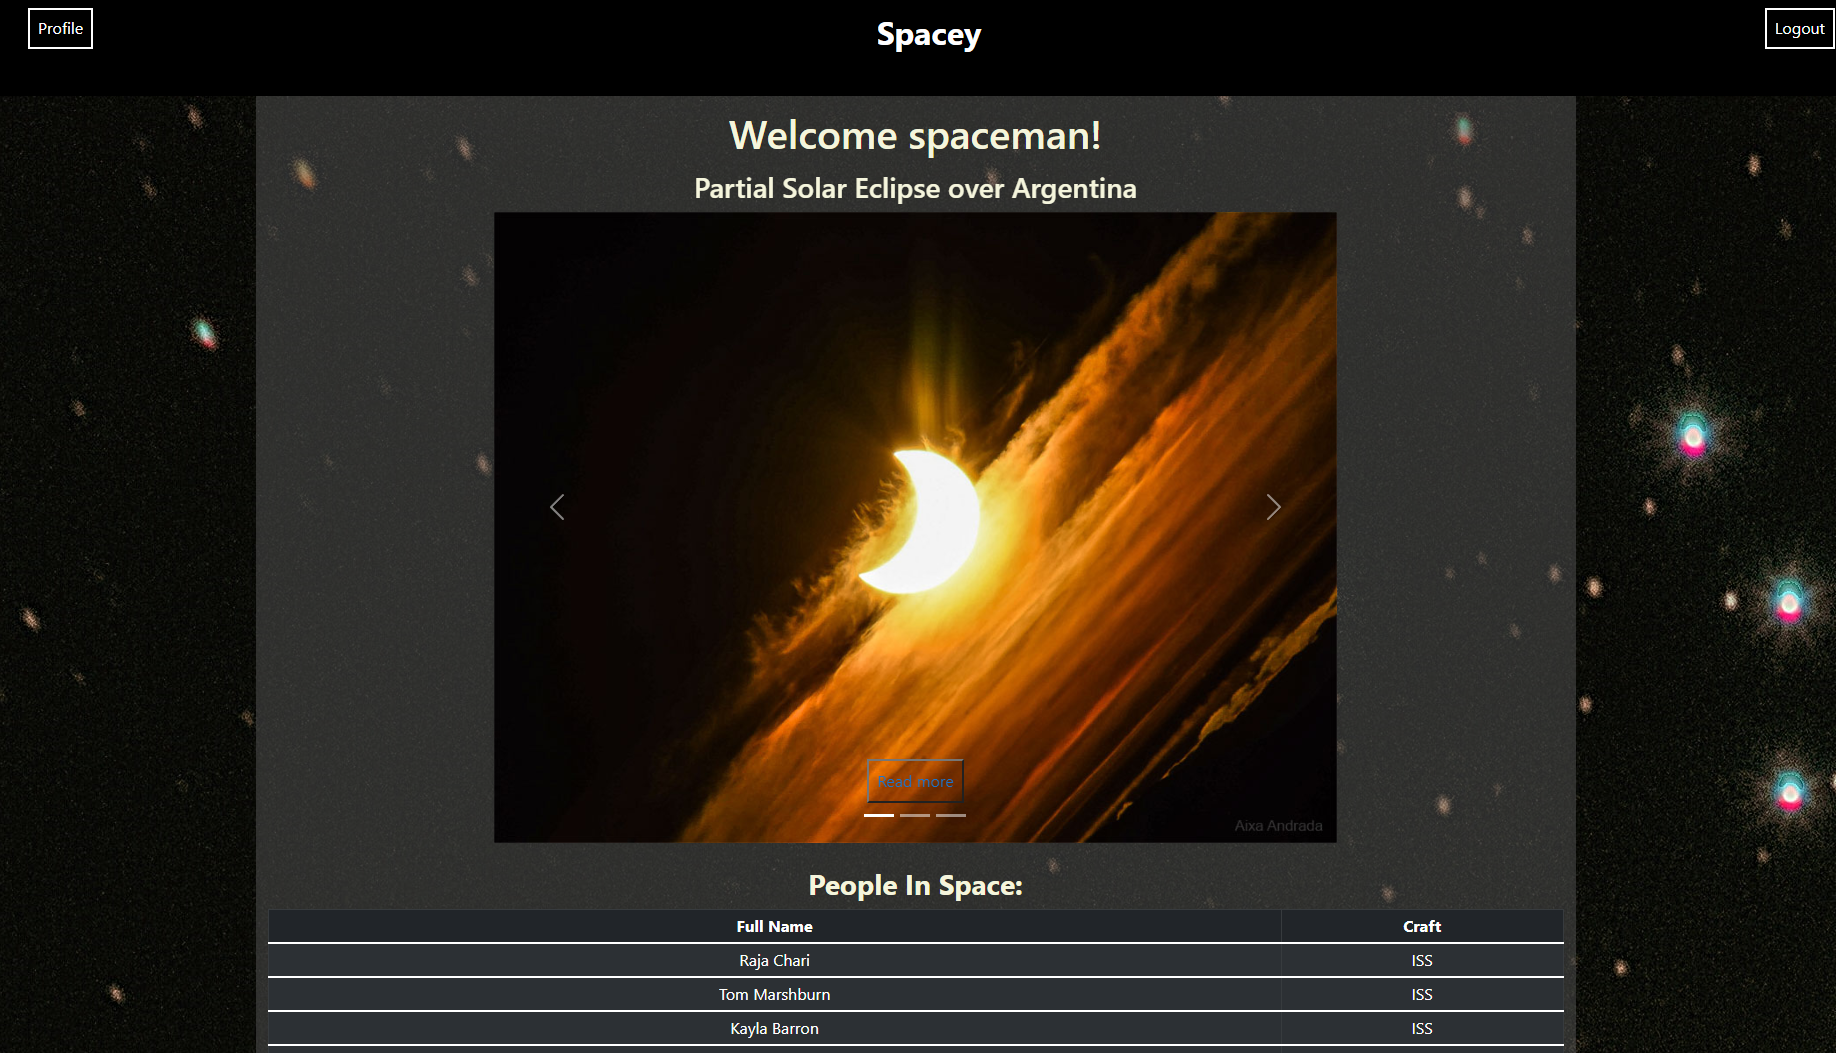 Profile
Spacey
Logout
Welcome spaceman!
Partial Solar Eclipse over Argentina
Read more
Aixa Andrada
People In Space:
Full Name Craft
Raja Chari ISS
Tom Marshburn ISS
Kayla Barron ISS